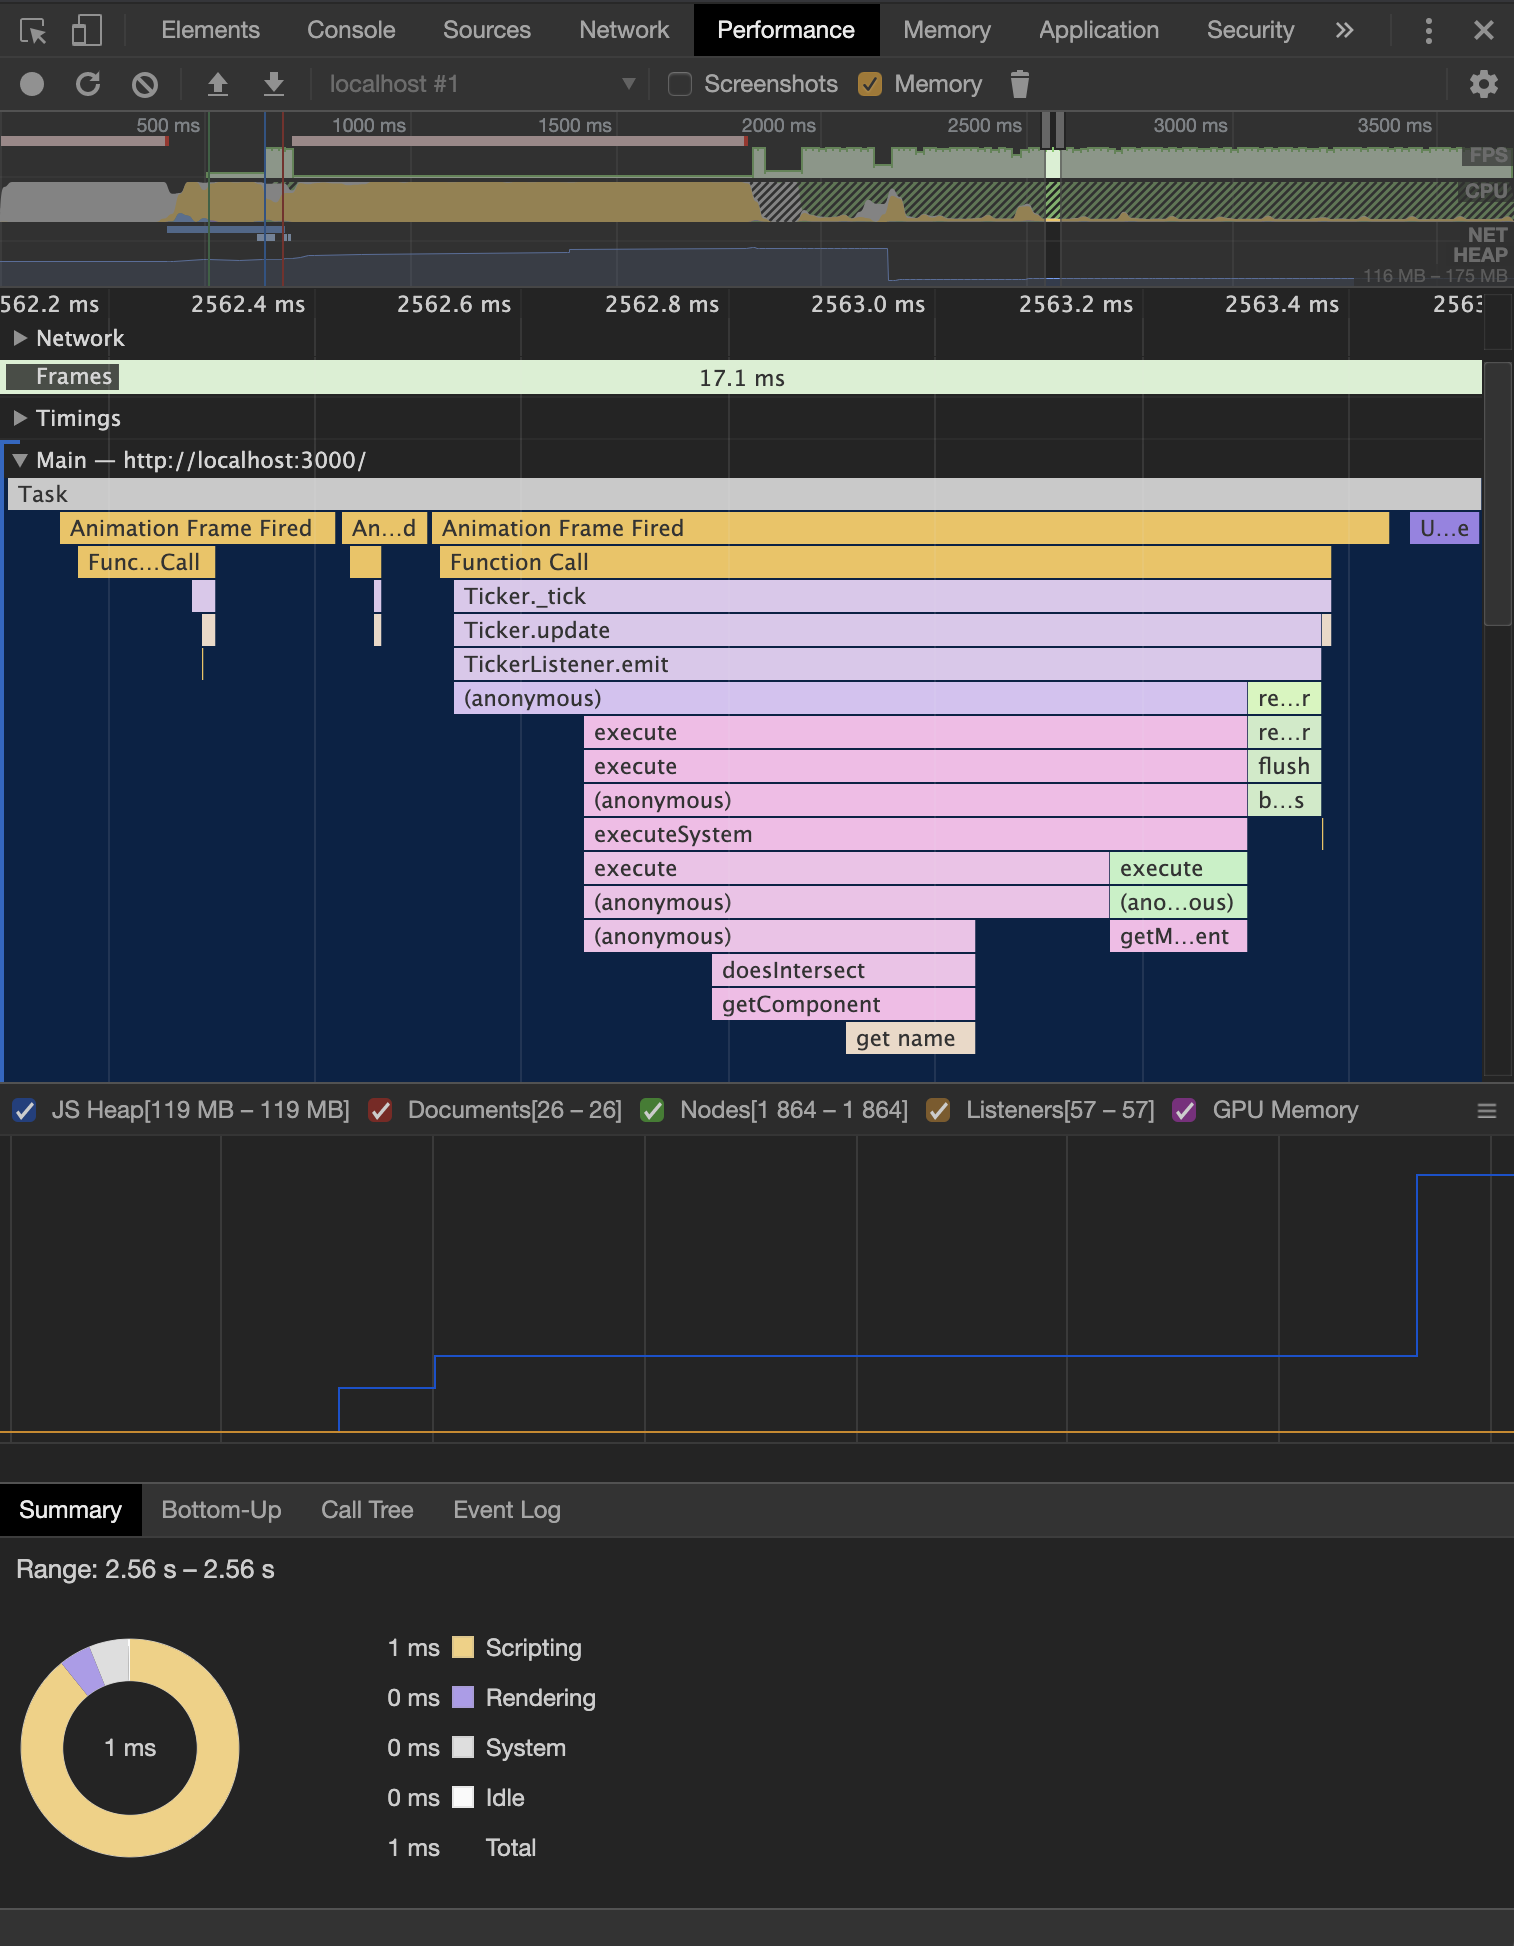 Elements Console Sources Network Performance Memory Application Security
localhost #1 Screenshots Memory
500 ms 1000 ms 1500 ms 2000 ms 2500 ms 3000 ms 3500 ms
FPS
CPU
NET
HEAP
116 MB – 175 MB
562.2 ms 2562.4 ms 2562.6 ms 2562.8 ms 2563.0 ms 2563.2 ms 2563.4 ms 2563
Network
Frames 17.1 ms
Timings
Main — http://localhost:3000/
Task
Animation Frame Fired An…d Animation Frame Fired U…e
Func…Call Function Call
Ticker._tick
Ticker.update
TickerListener.emit
(anonymous) re…r
execute re…r
execute flush
(anonymous) b…s
executeSystem
execute execute
(anonymous) (ano…ous)
(anonymous) getM…ent
doesIntersect
getComponent
get name
JS Heap[119 MB – 119 MB] Documents[26 – 26] Nodes[1 864 – 1 864] Listeners[57 – 57] GPU Memory
Summary Bottom-Up Call Tree Event Log
Range: 2.56 s – 2.56 s
1 ms
1 ms Scripting
0 ms Rendering
0 ms System
0 ms Idle
1 ms Total